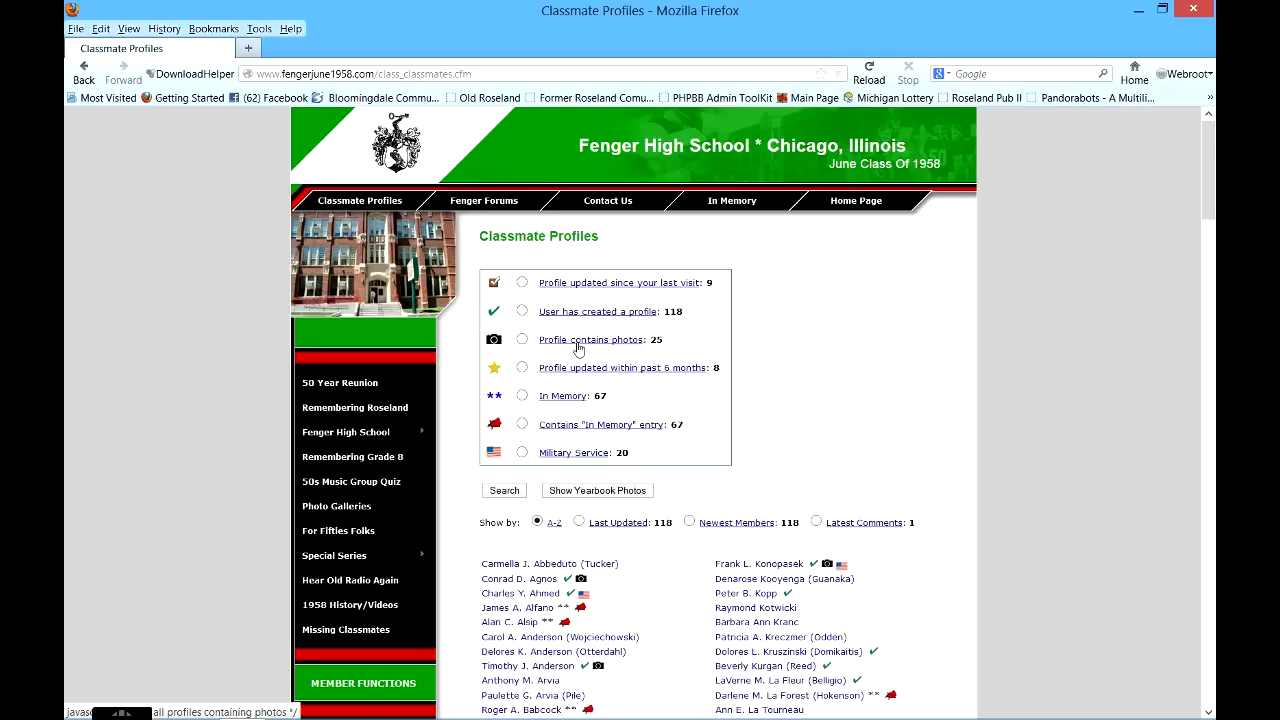 Classmate Profiles - Mozilla Firefox
File Edit View History Bookmarks Tools Help
Classmate Profiles +
Back Forward DownloadHelper www.fengerjune1958.com/class_classmates.cfm Google Reload Stop Home Webroot
Most Visited Getting Started (62) Facebook Bloomingdale Commu... Old Roseland Former Roseland Comu... PHPBB Admin ToolKit Main Page Michigan Lottery Roseland Pub II Pandorabots - A Multili... »
Fenger High School * Chicago, Illinois
June Class Of 1958
Classmate Profiles Fenger Forums Contact Us In Memory Home Page
Classmate Profiles
Profile updated since your last visit: 9
User has created a profile: 118
Profile contains photos: 25
Profile updated within past 6 months: 8
** In Memory: 67
Contains "In Memory" entry: 67
Military Service: 20
Search Show Yearbook Photos
Show by: A-Z Last Updated: 118 Newest Members: 118 Latest Comments: 1
50 Year Reunion
Remembering Roseland
Fenger High School
Remembering Grade 8
50s Music Group Quiz
Photo Galleries
For Fifties Folks
Special Series
Hear Old Radio Again
1958 History/Videos
Missing Classmates
MEMBER FUNCTIONS
Carmella J. Abbeduto (Tucker)
Conrad D. Agnos
Charles Y. Ahmed
James A. Alfano **
Alan C. Alsip **
Carol A. Anderson (Wojciechowski)
Delores K. Anderson (Otterdahl)
Timothy J. Anderson
Anthony M. Arvia
Paulette G. Arvia (Pile)
Roger A. Babcock **
Frank L. Konopasek
Denarose Kooyenga (Guanaka)
Peter B. Kopp
Raymond Kotwicki
Barbara Ann Kranc
Patricia A. Kreczmer (Odden)
Dolores L. Kruszinski (Domikaitis)
Beverly Kurgan (Reed)
LaVerne M. La Fleur (Belligio)
Darlene M. La Forest (Hokenson) **
Ann E. La Tourneau
javas all profiles containing photos */